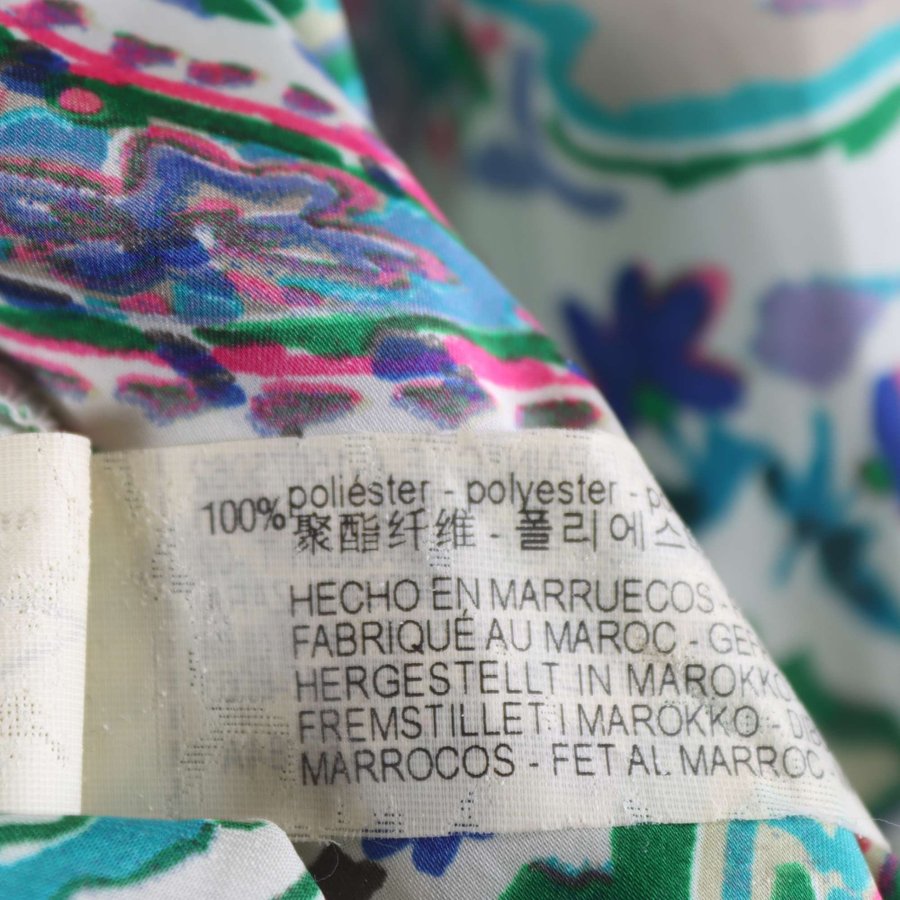 100% poliéster - polyester -
聚酯纤维 - 폴리에스
HECHO EN MARRUECOS -
FABRIQUÉ AU MAROC - GE
HERGESTELLT IN MAROKKO
FREMSTILLET I MAROKKO -
MARROCOS - FET AL MARROC -